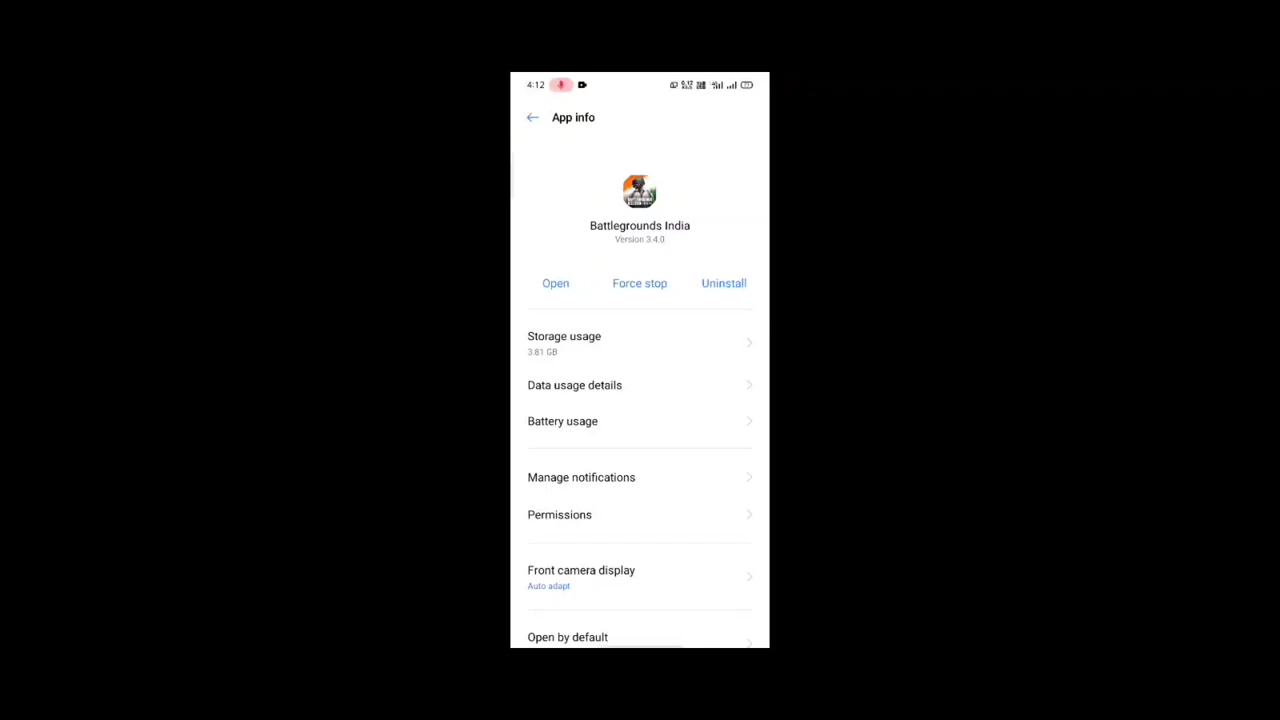 4:12
App info
Battlegrounds India
Version 3.4.0
Open Force stop Uninstall
Storage usage
3.81 GB
Data usage details
Battery usage
Manage notifications
Permissions
Front camera display
Auto adapt
Open by default